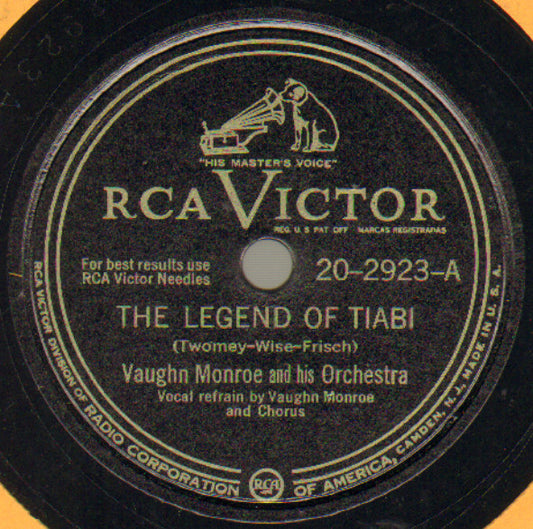 "HIS MASTER'S VOICE"
RCA VICTOR
REG. U. S. PAT. OFF. MARCAS REGISTRADAS
For best results use
RCA Victor Needles
20-2923-A
THE LEGEND OF TIABI
(Twomey-Wise-Frisch)
Vaughn Monroe and his Orchestra
Vocal refrain by Vaughn Monroe
and Chorus
RCA VICTOR DIVISION OF RADIO CORPORATION OF AMERICA, CAMDEN, N. J., MADE IN U. S. A.
RCA